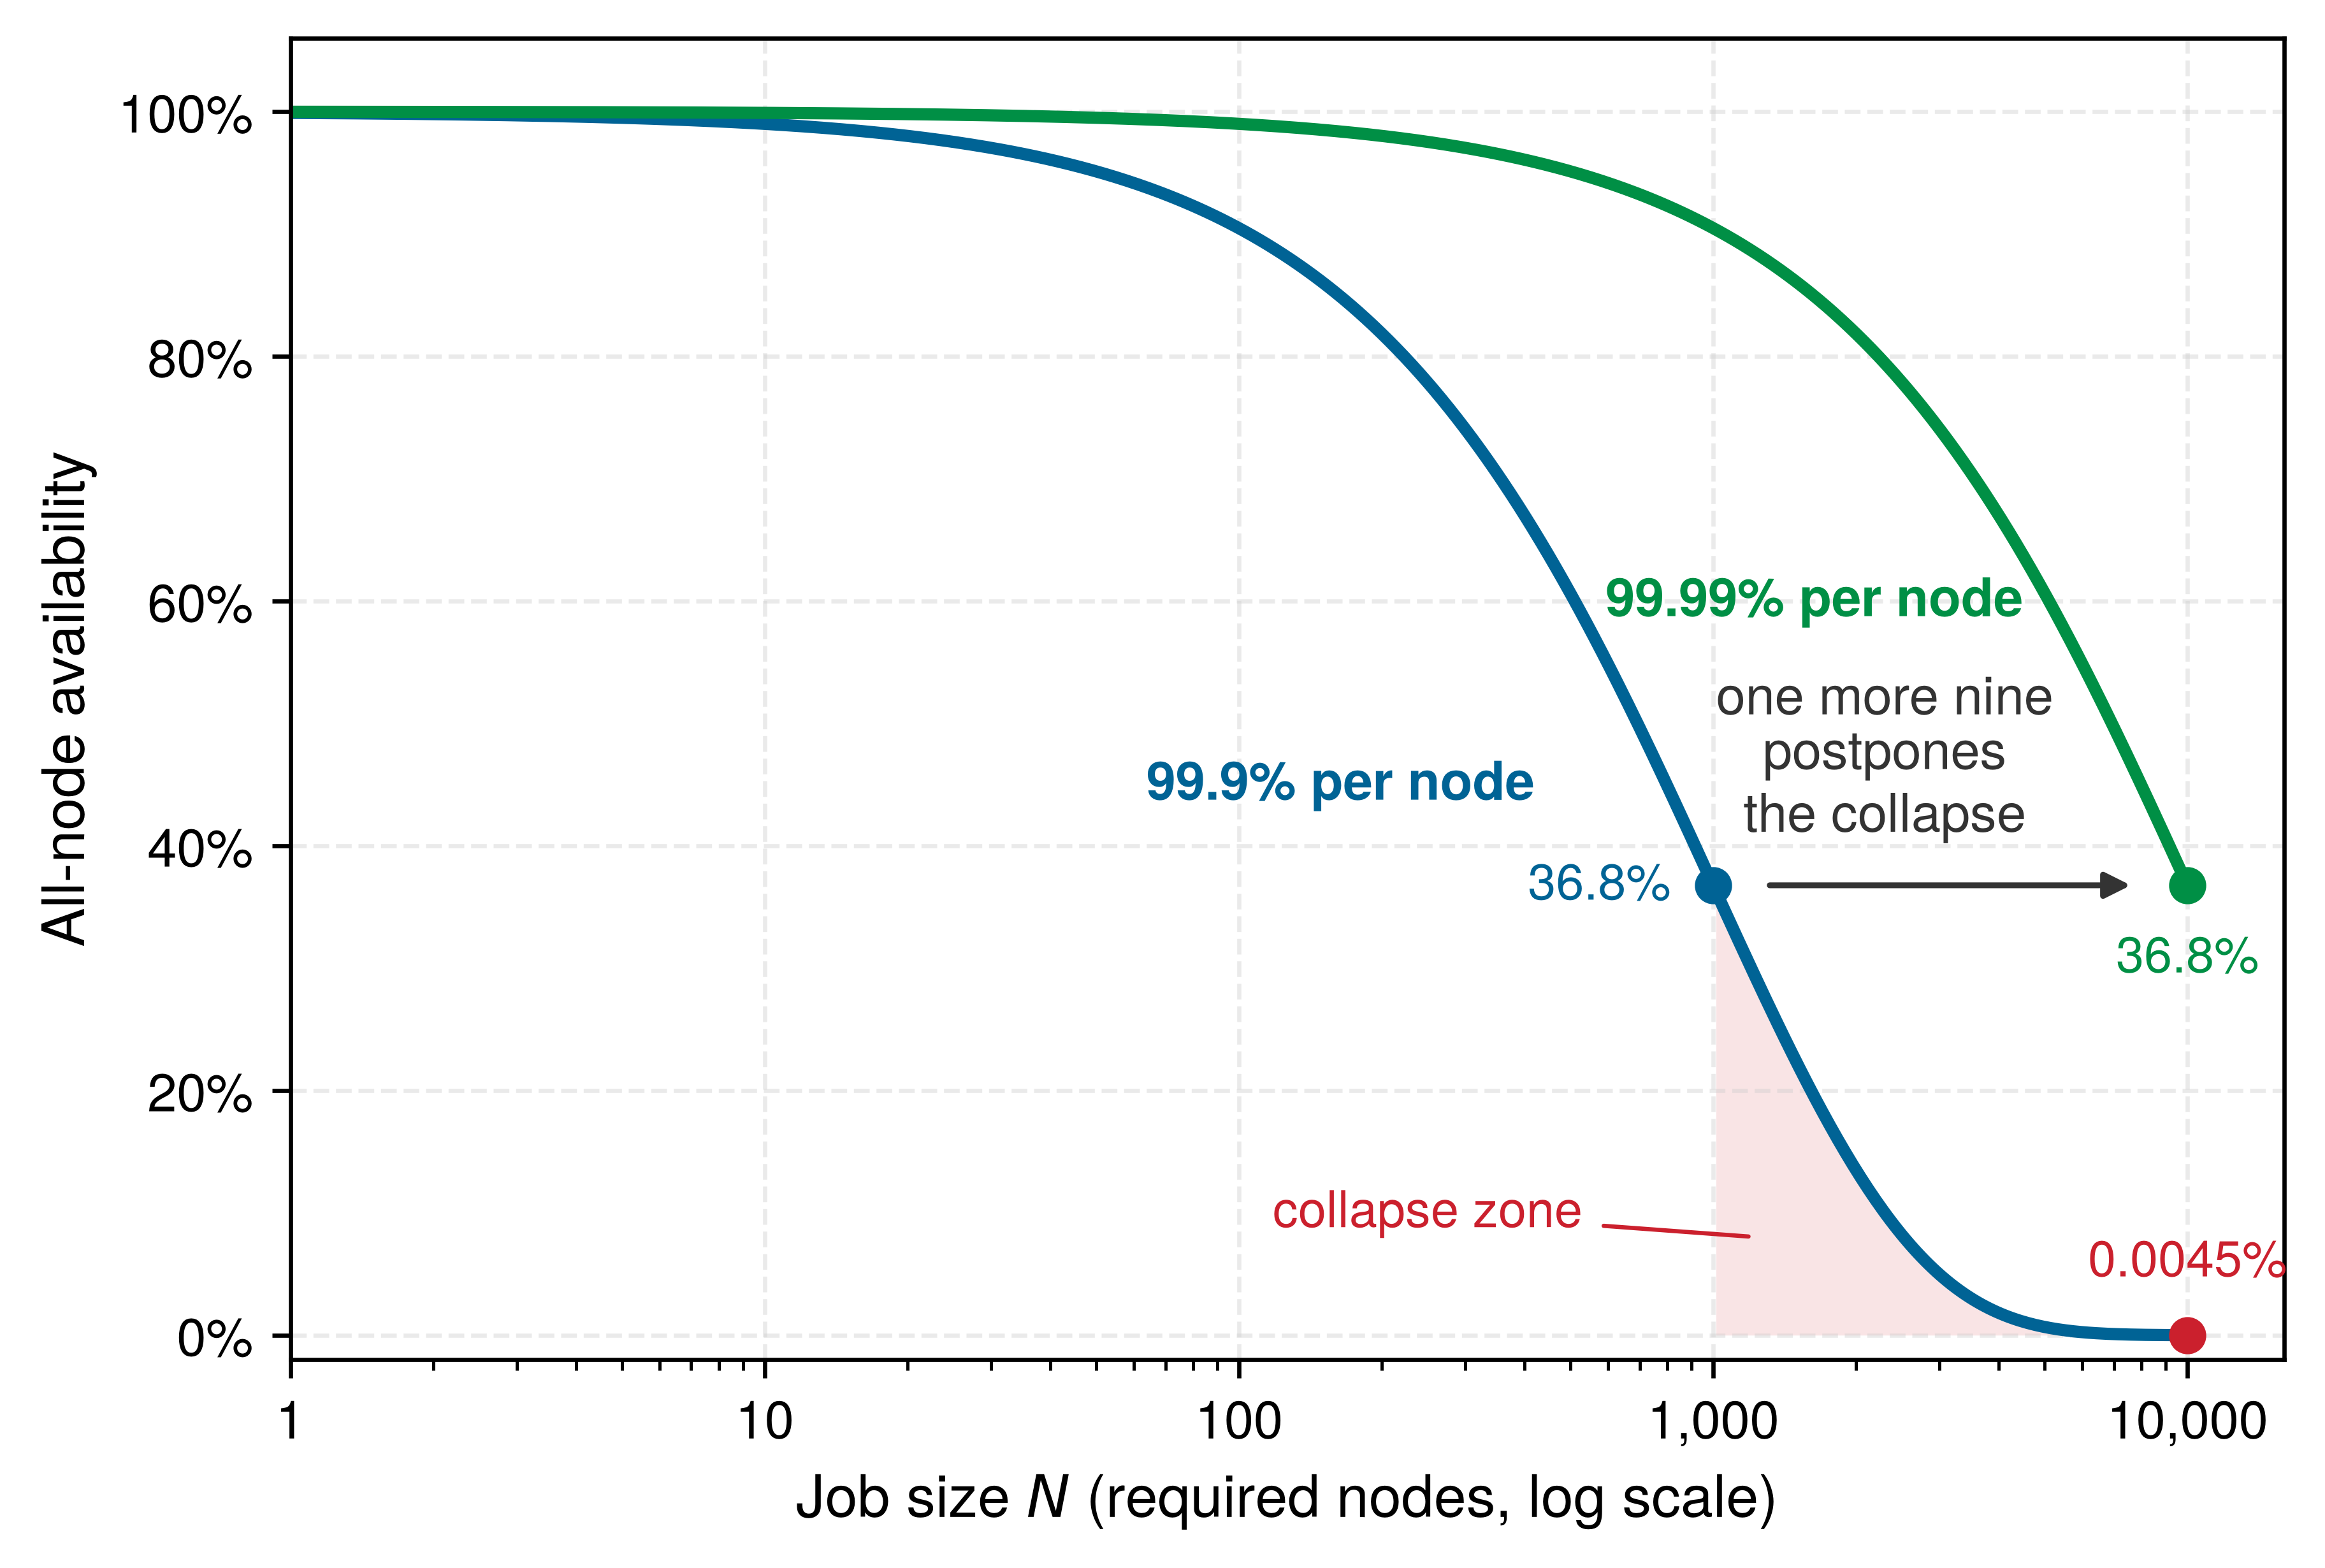 100%
80%
60%
40%
20%
0%
All-node availability
99.99% per node
one more nine
postpones
the collapse
99.9% per node
36.8%
36.8%
collapse zone
0.0045%
1
10
100
1,000
10,000
Job size N (required nodes, log scale)